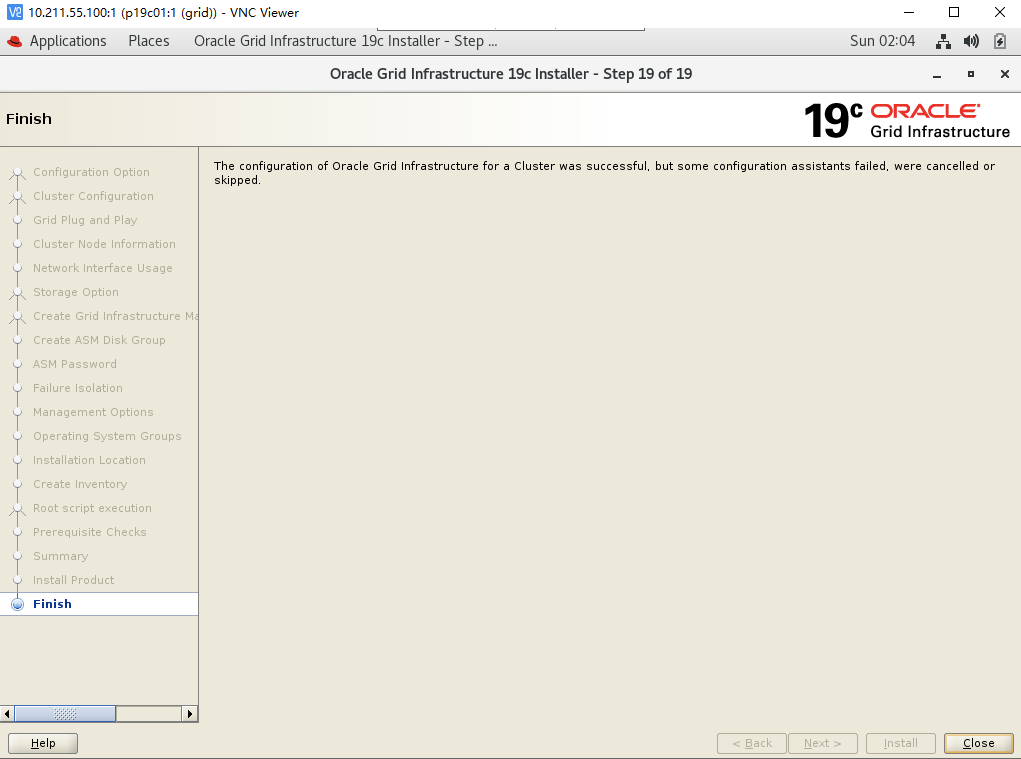 10.211.55.100:1 (p19c01:1 (grid)) - VNC Viewer
Applications Places Oracle Grid Infrastructure 19c Installer - Step ... Sun 02:04
Oracle Grid Infrastructure 19c Installer - Step 19 of 19
Finish
19c ORACLE
Grid Infrastructure
Configuration Option
Cluster Configuration
Grid Plug and Play
Cluster Node Information
Network Interface Usage
Storage Option
Create Grid Infrastructure Ma
Create ASM Disk Group
ASM Password
Failure Isolation
Management Options
Operating System Groups
Installation Location
Create Inventory
Root script execution
Prerequisite Checks
Summary
Install Product
Finish
The configuration of Oracle Grid Infrastructure for a Cluster was successful, but some configuration assistants failed, were cancelled or
skipped.
Help < Back Next > Install Close